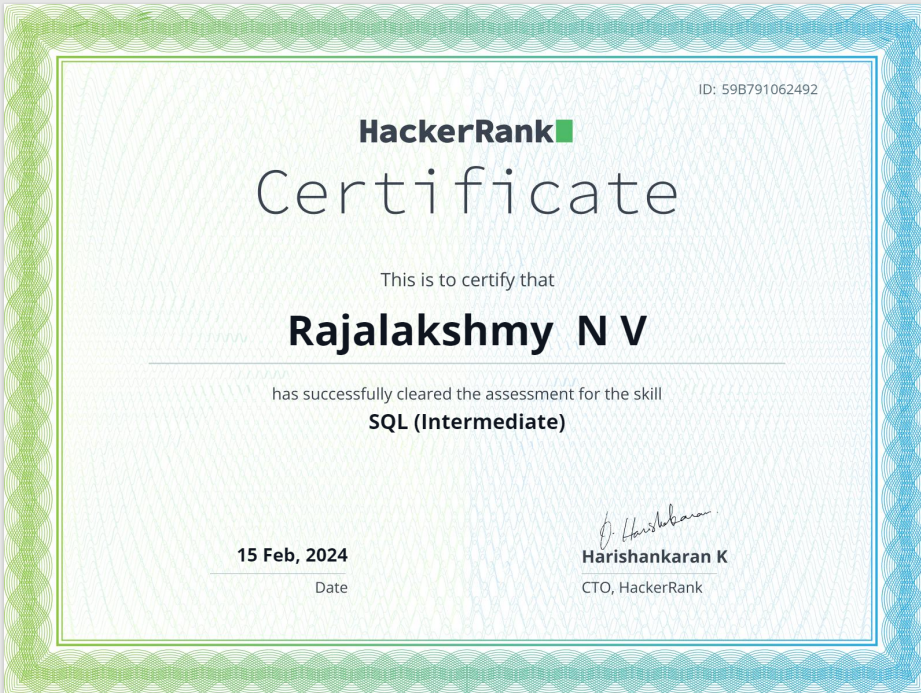 ID: 59B791062492
HackerRank
Certificate
This is to certify that
Rajalakshmy N V
has successfully cleared the assessment for the skill
SQL (Intermediate)
15 Feb, 2024
Date
Harishankaran K
CTO, HackerRank